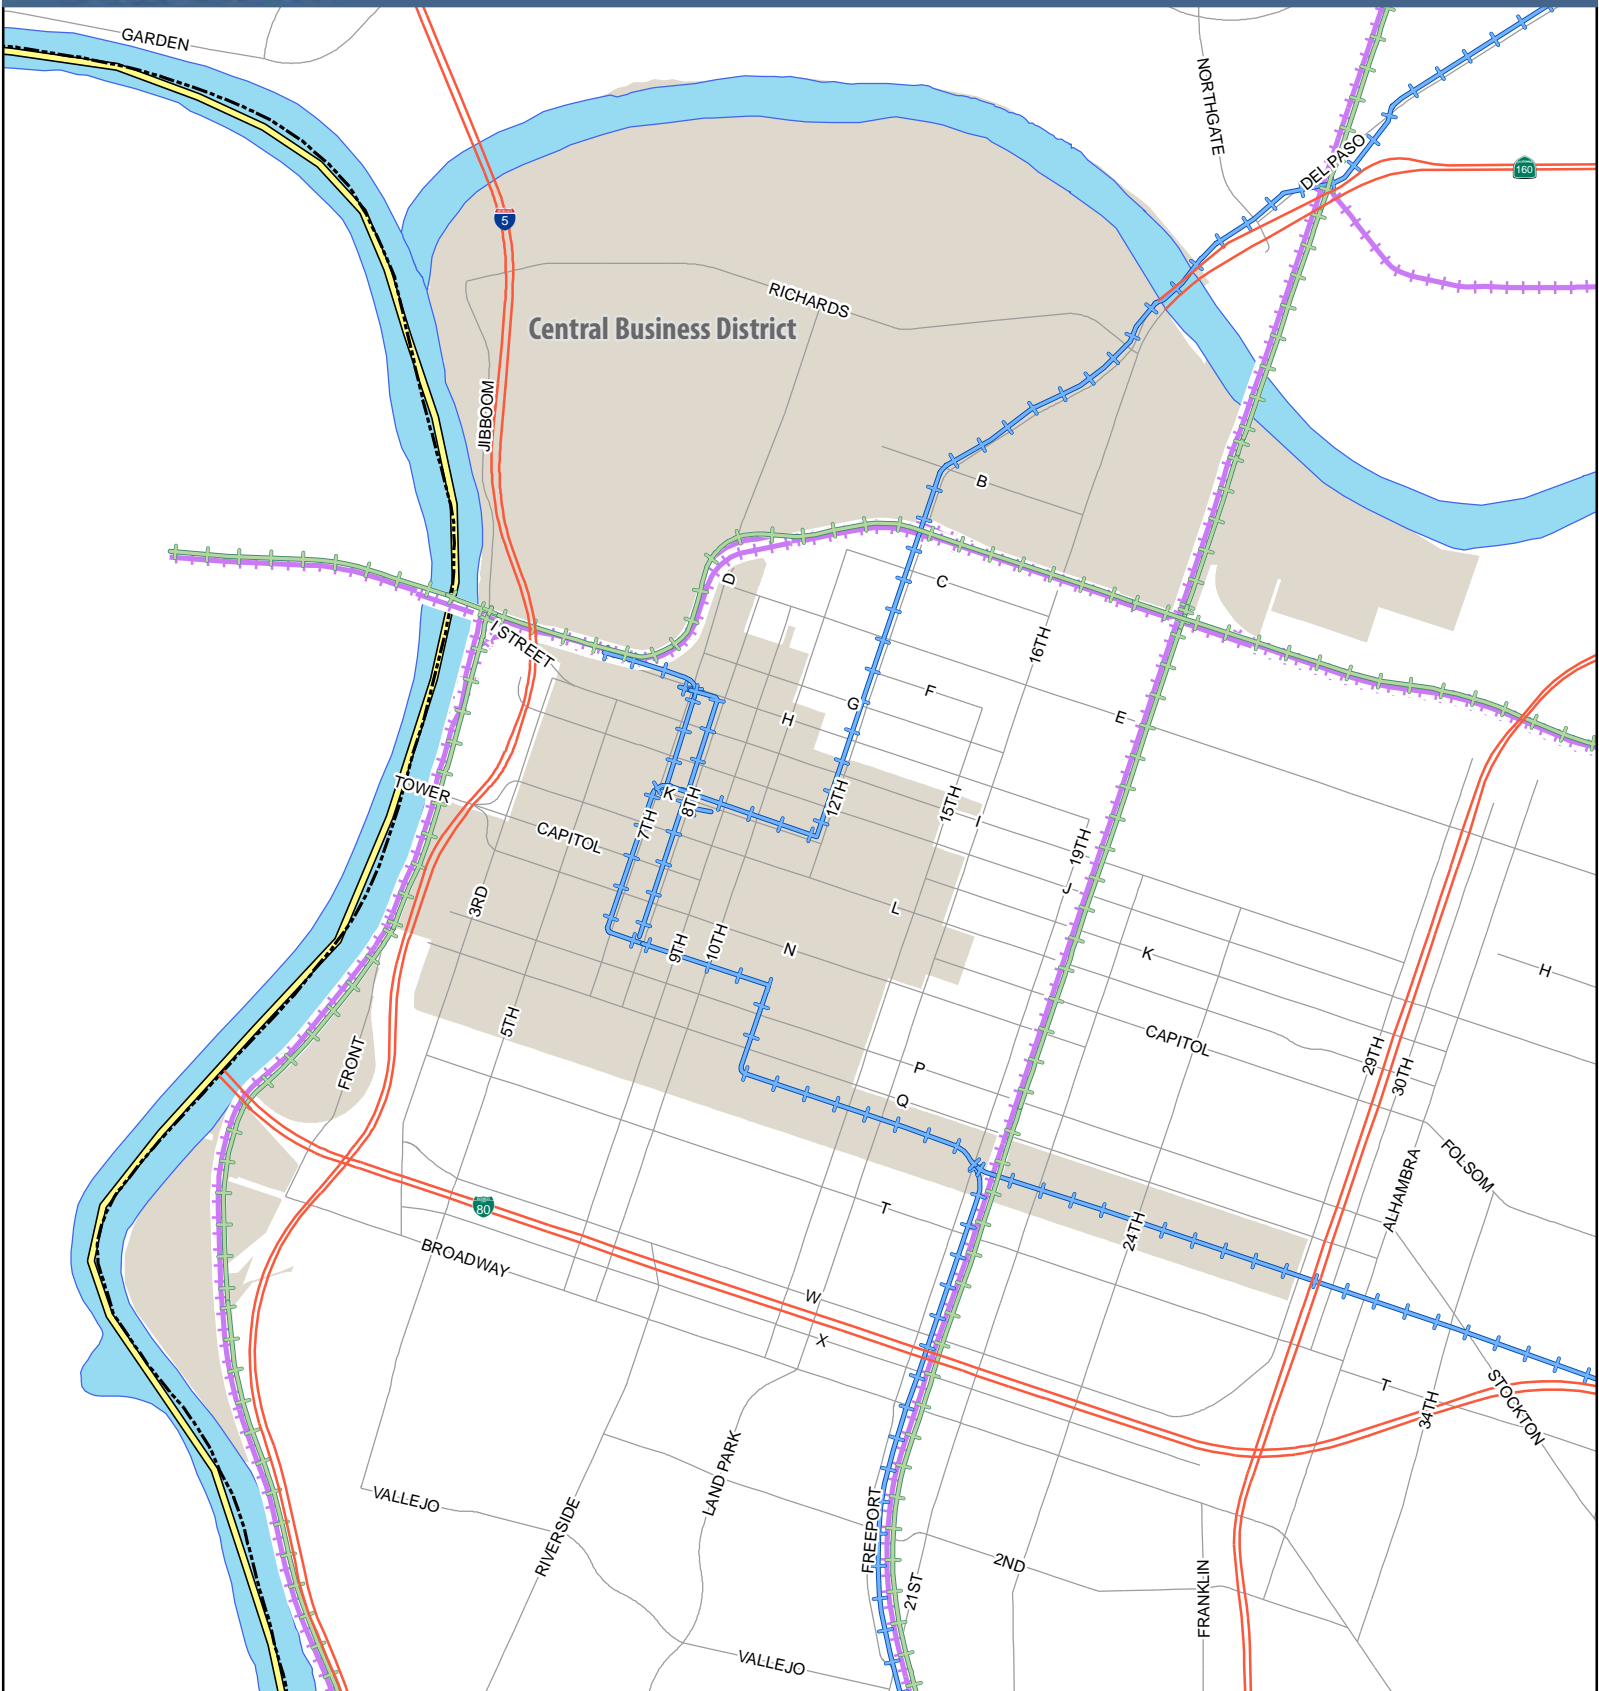 GARDEN
NORTHGATE
DEL PASO
160
5
RICHARDS
Central Business District
JIBBOOM
B
D
C
I STREET
16TH
F
G
H
E
TOWER
K
7TH
8TH
12TH
15TH
I
CAPITOL
19TH
J
3RD
L
9TH
10TH
N
K
H
5TH
CAPITOL
FRONT
P
29TH
30TH
Q
FOLSOM
ALHAMBRA
80
T
24TH
BROADWAY
W
X
T
34TH
STOCKTON
VALLEJO
LAND PARK
RIVERSIDE
FREEPORT
2ND
21ST
FRANKLIN
VALLEJO